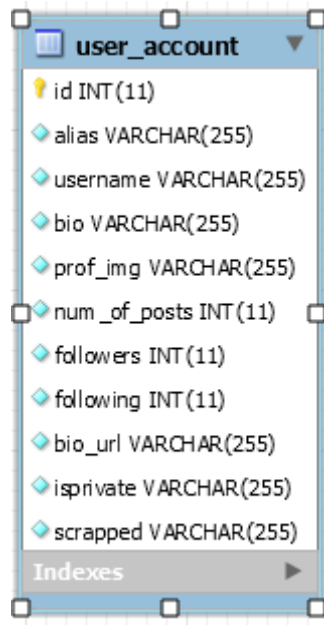 user_account
id INT(11)
alias VARCHAR(255)
username VARCHAR(255)
bio VARCHAR(255)
prof_img VARCHAR(255)
num _of_posts INT(11)
followers INT(11)
following INT(11)
bio_url VARCHAR(255)
isprivate VARCHAR(255)
scrapped VARCHAR(255)
Indexes